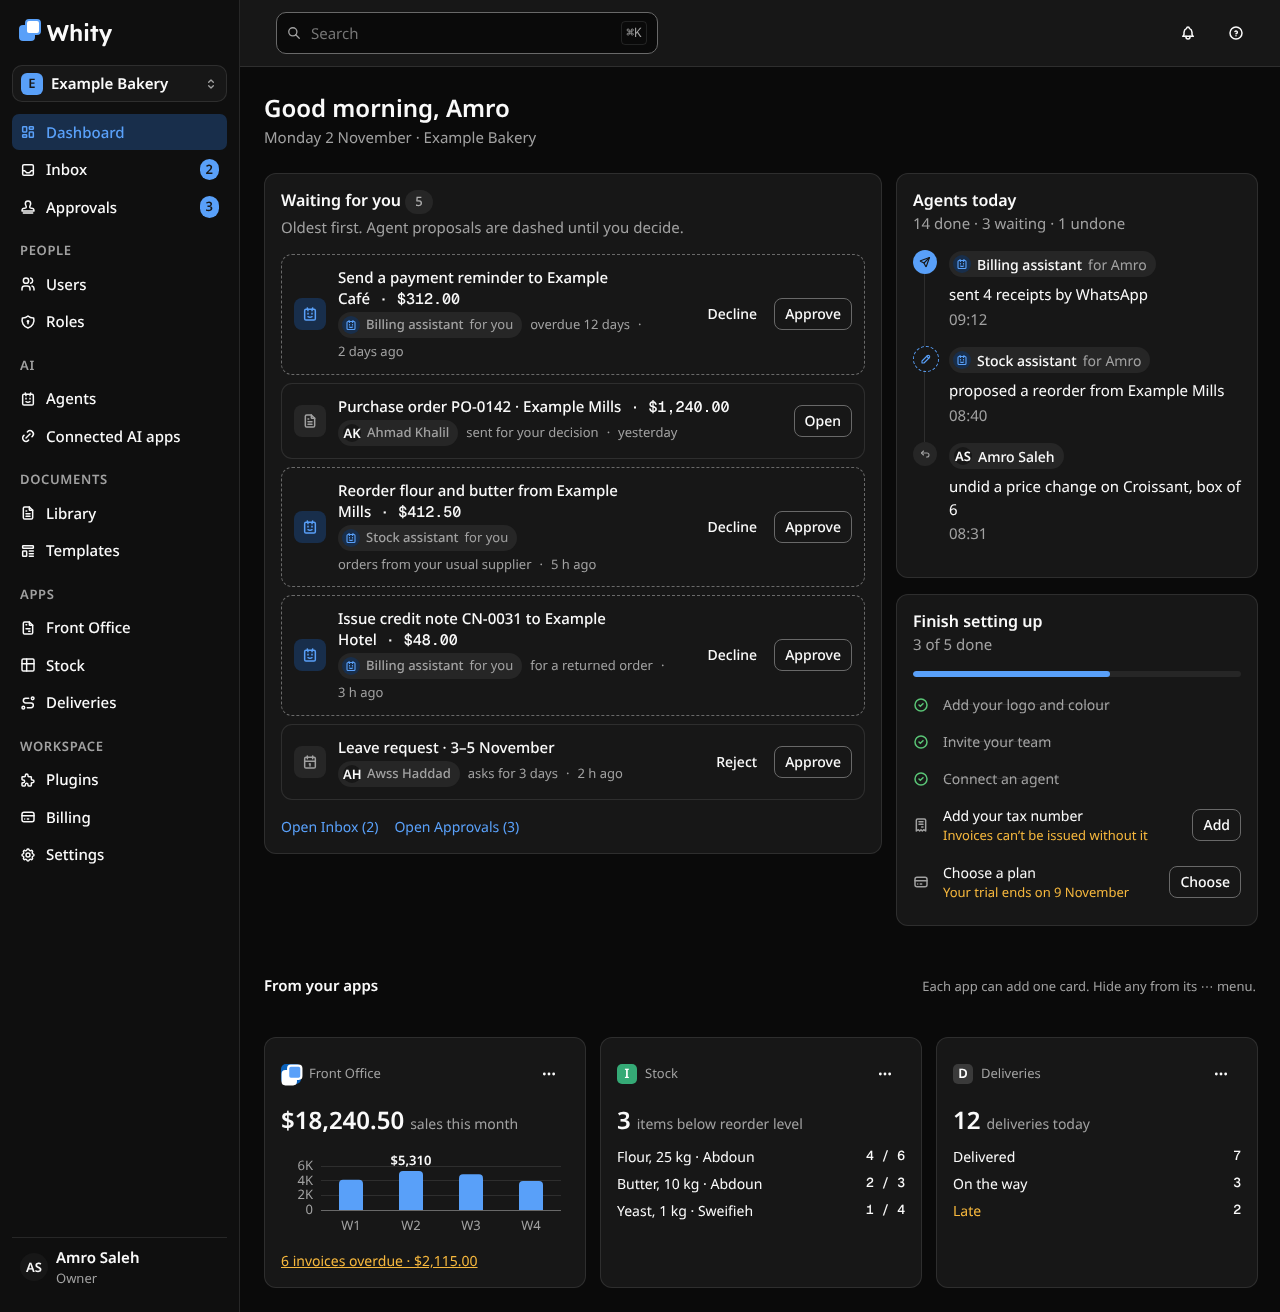 Whity
Search
⌘K
E Example Bakery
Dashboard
Inbox 2
Approvals 3
PEOPLE
Users
Roles
AI
Agents
Connected AI apps
DOCUMENTS
Library
Templates
APPS
Front Office
Stock
Deliveries
WORKSPACE
Plugins
Billing
Settings
AS Amro Saleh
Owner
Good morning, Amro
Monday 2 November · Example Bakery
Waiting for you 5
Oldest first. Agent proposals are dashed until you decide.
Send a payment reminder to Example
Café · $312.00
Billing assistant for you overdue 12 days ·
2 days ago
Decline Approve
Purchase order PO-0142 · Example Mills · $1,240.00
AK Ahmad Khalil sent for your decision · yesterday
Open
Reorder flour and butter from Example
Mills · $412.50
Stock assistant for you
orders from your usual supplier · 5 h ago
Decline Approve
Issue credit note CN-0031 to Example
Hotel · $48.00
Billing assistant for you for a returned order ·
3 h ago
Decline Approve
Leave request · 3–5 November
AH Awss Haddad asks for 3 days · 2 h ago
Reject Approve
Open Inbox (2) Open Approvals (3)
Agents today
14 done · 3 waiting · 1 undone
Billing assistant for Amro
sent 4 receipts by WhatsApp
09:12
Stock assistant for Amro
proposed a reorder from Example Mills
08:40
AS Amro Saleh
undid a price change on Croissant, box of
6
08:31
Finish setting up
3 of 5 done
Add your logo and colour
Invite your team
Connect an agent
Add your tax number
Invoices can’t be issued without it
Add
Choose a plan
Your trial ends on 9 November
Choose
From your apps
Each app can add one card. Hide any from its ··· menu.
Front Office
$18,240.50 sales this month
$5,310
6K
4K
2K
0
W1 W2 W3 W4
6 invoices overdue · $2,115.00
I Stock
3 items below reorder level
Flour, 25 kg · Abdoun 4 / 6
Butter, 10 kg · Abdoun 2 / 3
Yeast, 1 kg · Sweifieh 1 / 4
D Deliveries
12 deliveries today
Delivered 7
On the way 3
Late 2